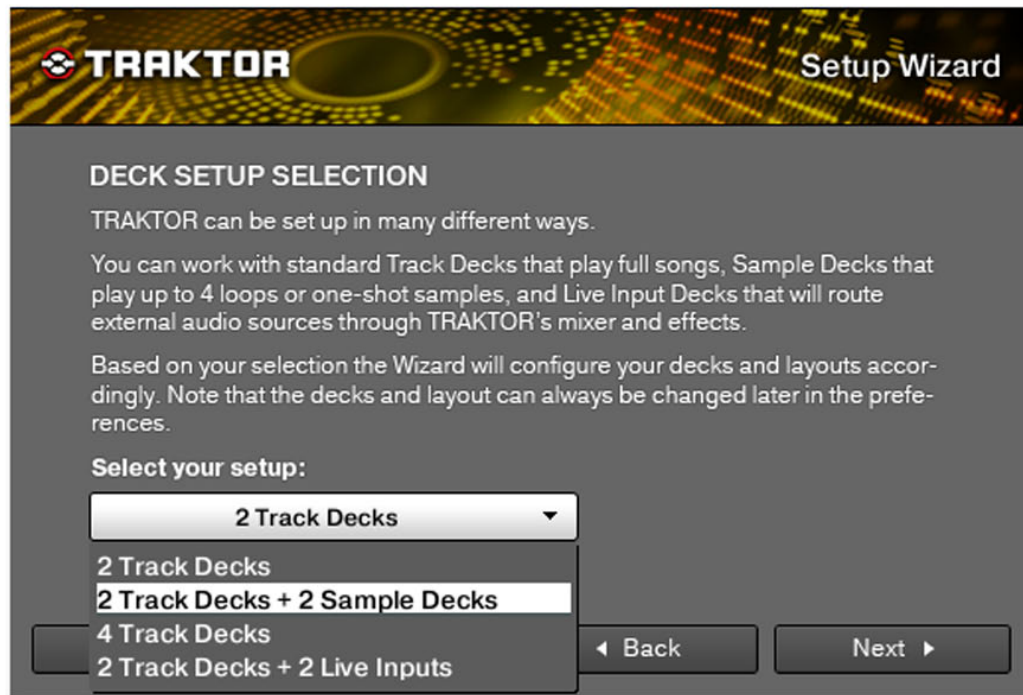 TRAKTOR
Setup Wizard
DECK SETUP SELECTION
TRAKTOR can be set up in many different ways.
You can work with standard Track Decks that play full songs, Sample Decks that
play up to 4 loops or one-shot samples, and Live Input Decks that will route
external audio sources through TRAKTOR's mixer and effects.
Based on your selection the Wizard will configure your decks and layouts accor-
dingly. Note that the decks and layout can always be changed later in the prefe-
rences.
Select your setup:
2 Track Decks
2 Track Decks
2 Track Decks + 2 Sample Decks
4 Track Decks
2 Track Decks + 2 Live Inputs
Back
Next